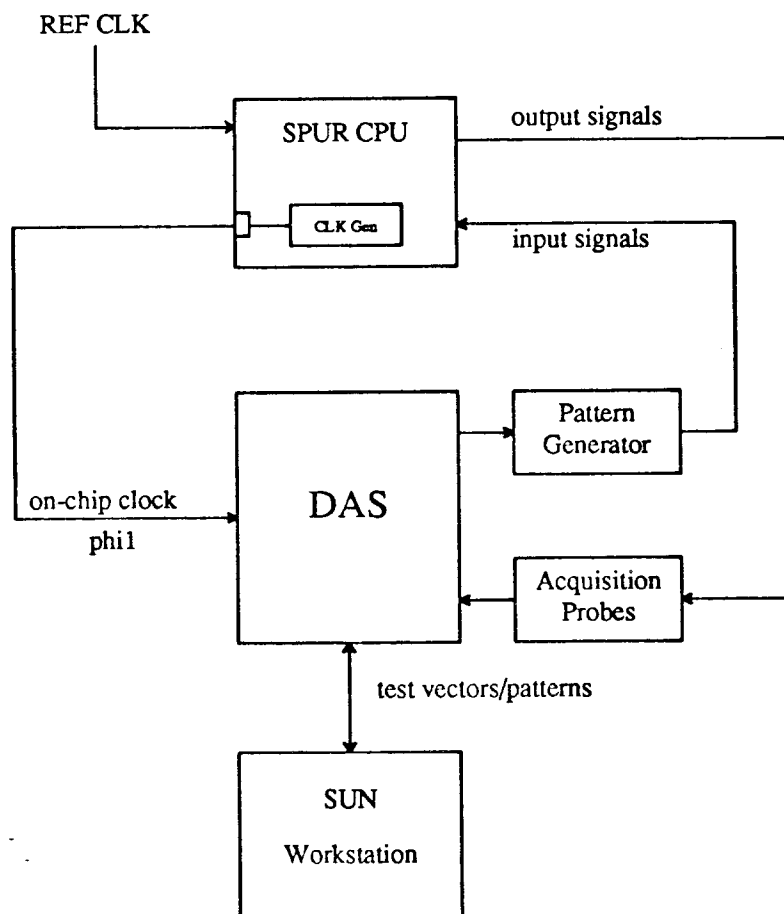 REF CLK
SPUR CPU
output signals
CLK Gen
input signals
Pattern
Generator
on-chip clock
DAS
phi1
Acquisition
Probes
test vectors/patterns
SUN
Workstation